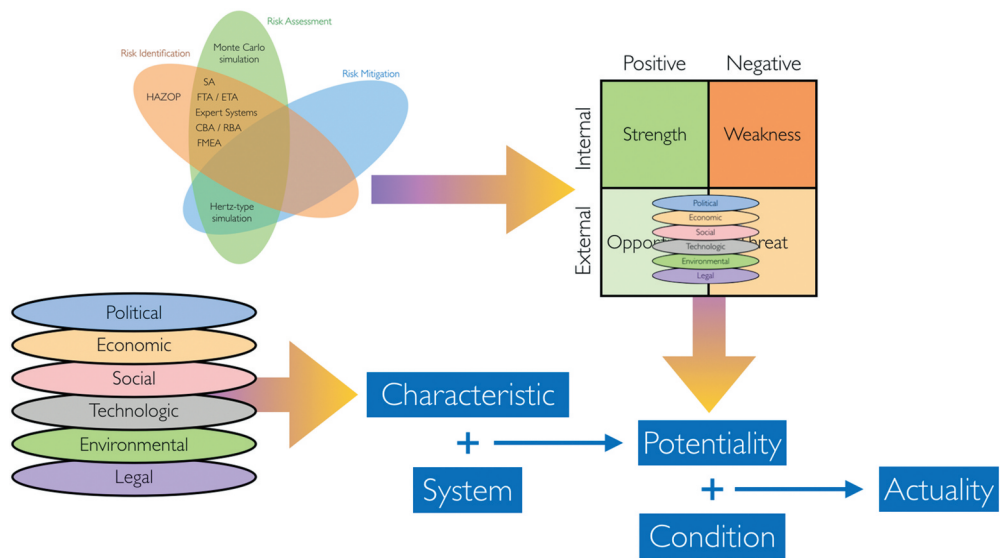 Risk Assessment
Risk Identification
Risk Mitigation
Monte Carlo
simulation
HAZOP
SA
FTA / ETA
Expert Systems
CBA / RBA
FMEA
Hertz-type
simulation
Positive
Negative
Internal
External
Strength
Weakness
Opport
hreat
Political
Economic
Social
Technologic
Environmental
Legal
Political
Economic
Social
Technologic
Environmental
Legal
Characteristic
+
System
Potentiality
+
Condition
Actuality